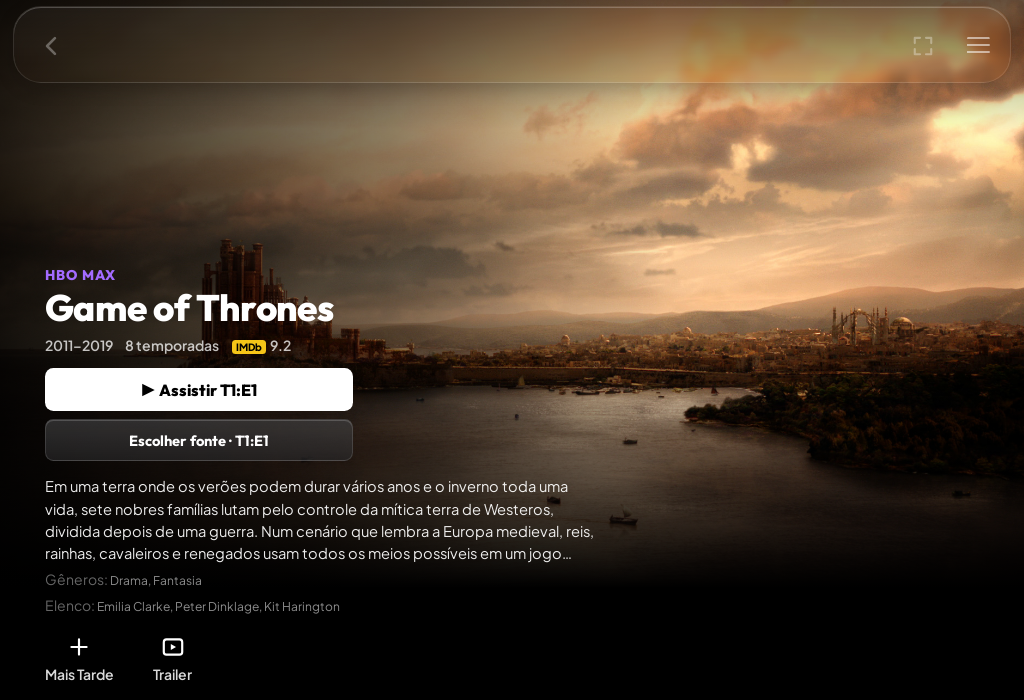 HBO MAX
Game of Thrones
2011–2019 8 temporadas IMDb 9.2
▶ Assistir T1:E1
Escolher fonte · T1:E1
Em uma terra onde os verões podem durar vários anos e o inverno toda uma
vida, sete nobres famílias lutam pelo controle da mítica terra de Westeros,
dividida depois de uma guerra. Num cenário que lembra a Europa medieval, reis,
rainhas, cavaleiros e renegados usam todos os meios possíveis em um jogo…
Gêneros: Drama, Fantasia
Elenco: Emilia Clarke, Peter Dinklage, Kit Harington
Mais Tarde Trailer